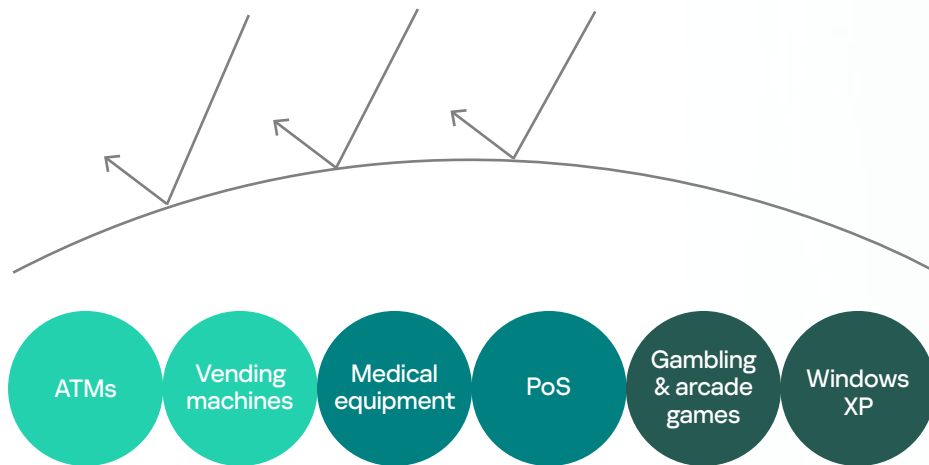 ATMs
Vending
machines
Medical
equipment
PoS
Gambling
& arcade
games
Windows
XP